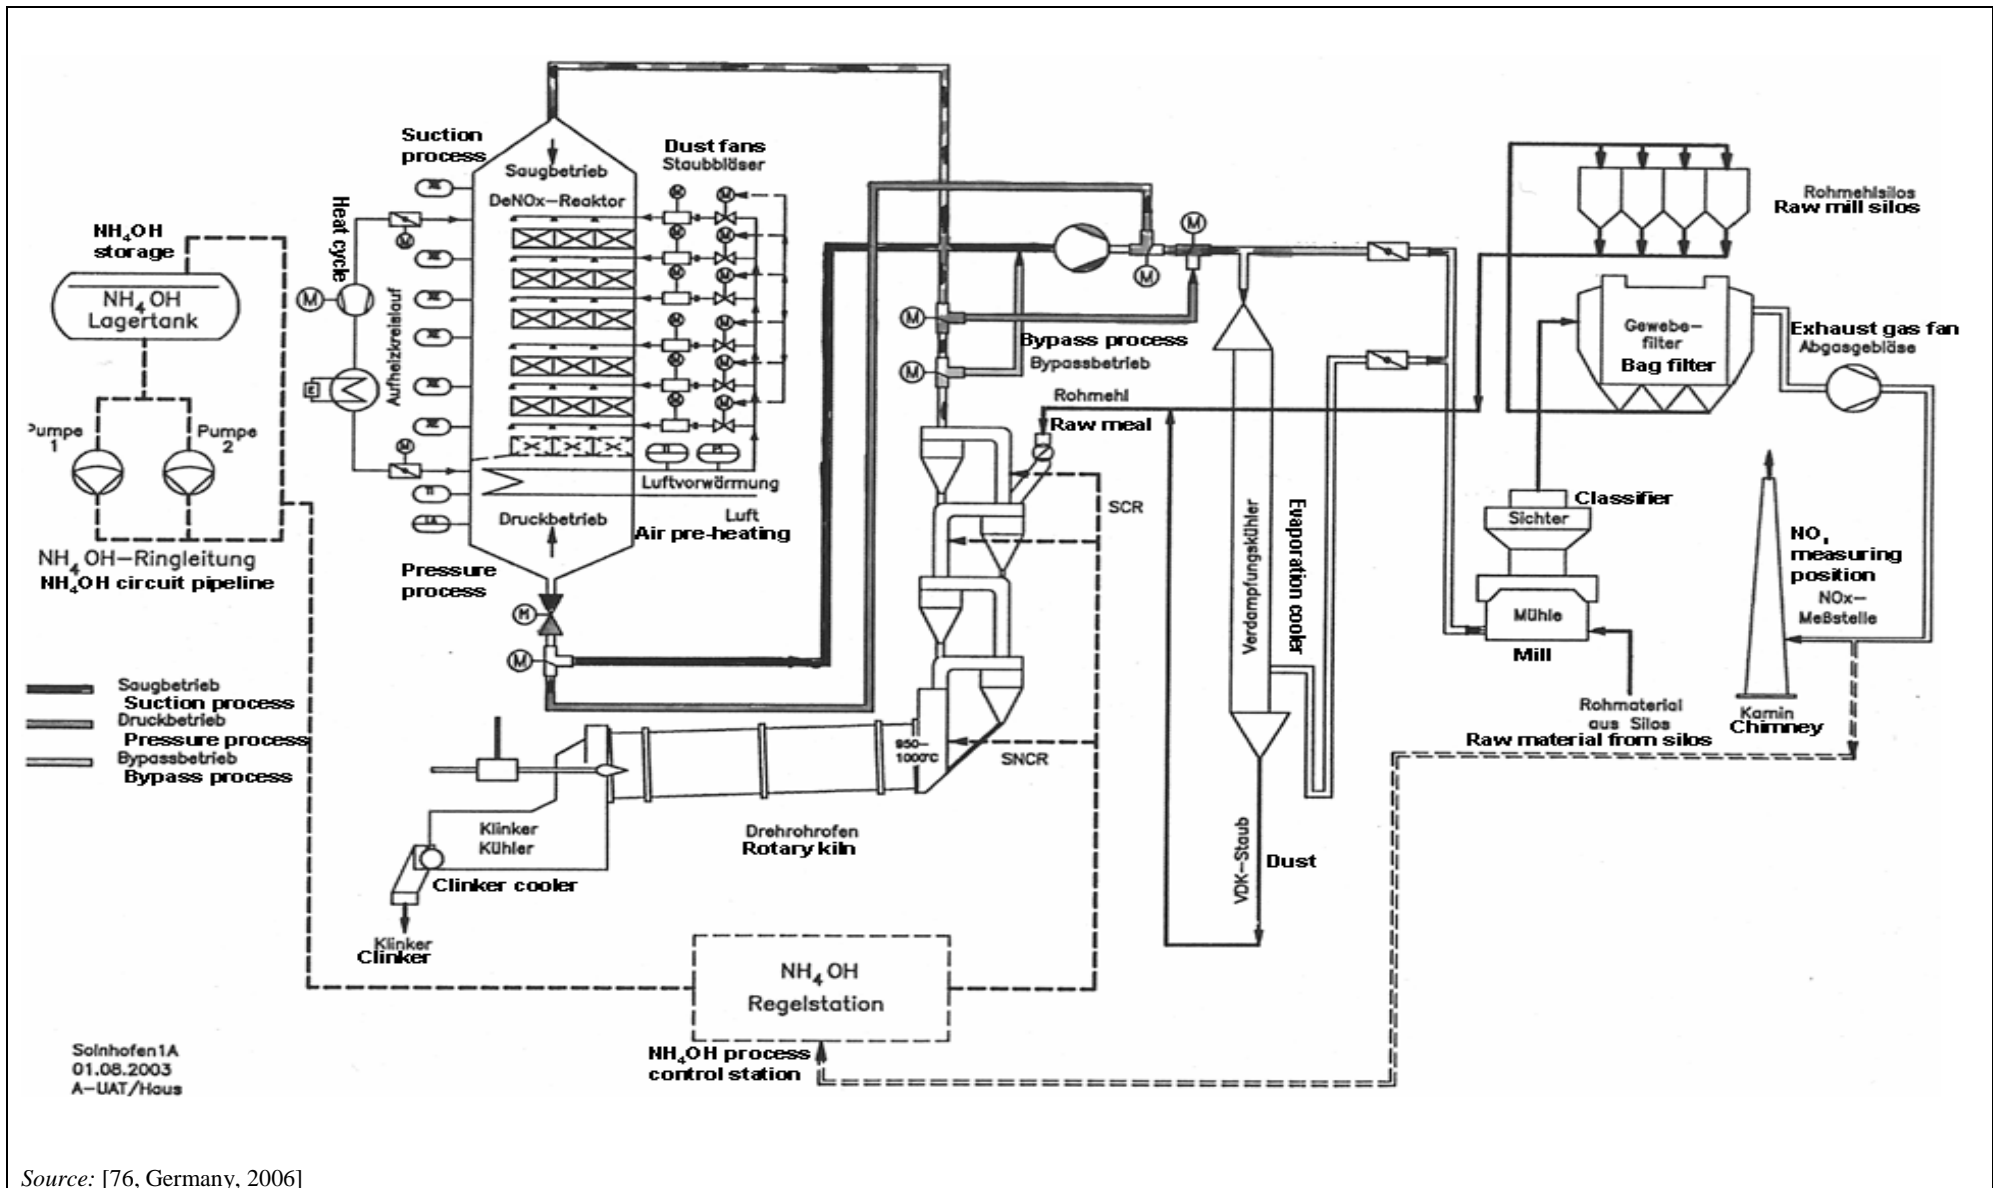 Suction
process
Saugbetrieb
DeNOx-Reaktor
Dust fans
Staubbläser
Heat cycle
Aufheizkreislauf
M
NH4OH
storage
NH4OH
Lagertank
Pumpe
1
Pumpe
2
NH4OH-Ringleitung
NH4OH circuit pipeline
Luftvorwärmung
Luft
Air pre-heating
Druckbetrieb
Pressure
process
M
M
Saugbetrieb
Suction process
Druckbetrieb
Pressure process
Bypassbetrieb
Bypass process
M
M
M
M
Bypass process
Bypassbetrieb
Rohmehl
Raw meal
SCR
SNCR
950-
1000°C
Verdampfungskühler
Evaporation cooler
VDK-Staub
Dust
Rohmehlsilos
Raw mill silos
Gewebe-
filter
Bag filter
Exhaust gas fan
Abgasgebläse
Classifier
Sichter
Mühle
Mill
Rohmaterial
aus Silos
Raw material from silos
NOx
measuring
position
NOx-
Meßstelle
Kamin
Chimney
Klinker
Kühler
Clinker cooler
Klinker
Clinker
Drehrohrofen
Rotary kiln
NH4OH
Regelstation
NH4OH process
control station
Solnhofen1A
01.08.2003
A-UAT/Haus
Source: [76, Germany, 2006]